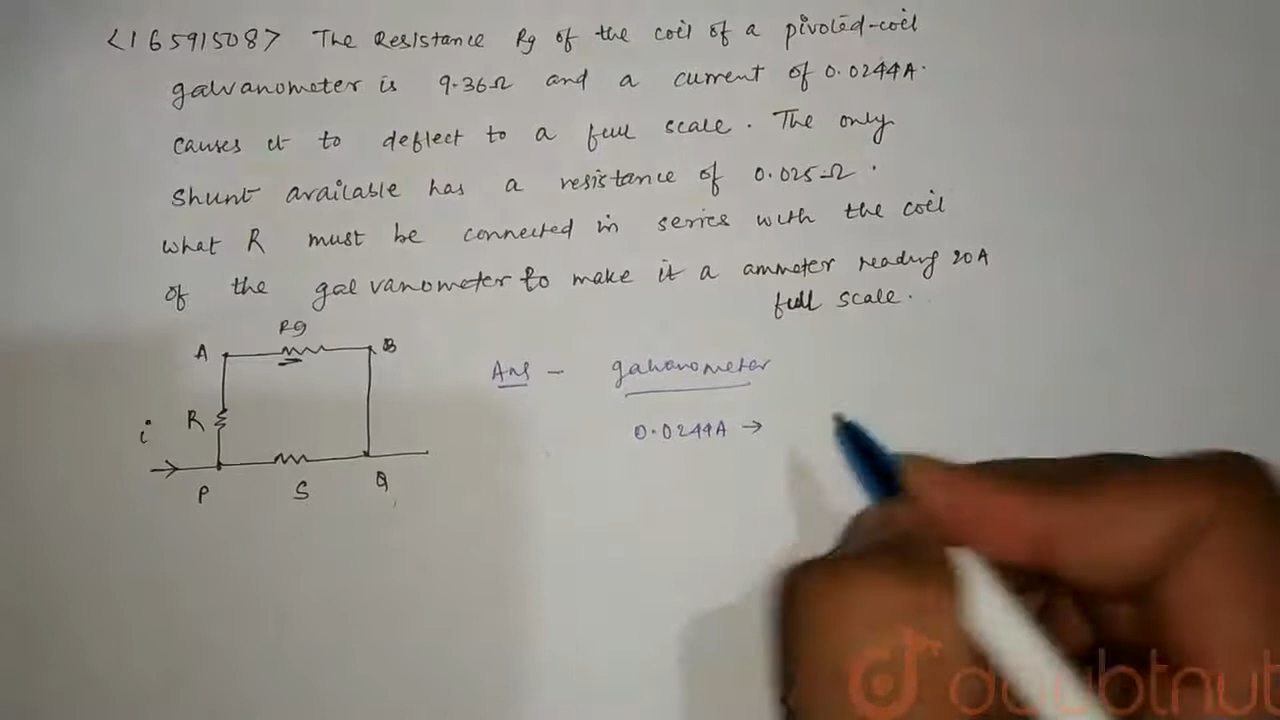 <16591508> The Resistance Rg of the coil of a pivoted-coil
galvanometer is 9.36Ω and a current of 0.0244A.
causes it to deflect to a full scale. The only
shunt available has a resistance of 0.025Ω.
what R must be connected in series with the coil
of the galvanometer to make it a ammeter reading 20A
full scale.
Rg
A
B
R
i
P
S
Q
Ans - galvanometer
0.0244A →
doubtnut